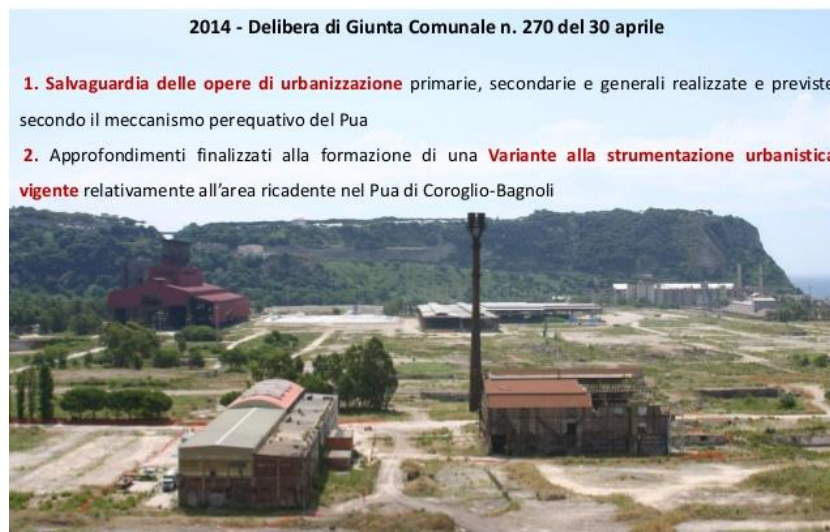 2014 - Delibera di Giunta Comunale n. 270 del 30 aprile
1. Salvaguardia delle opere di urbanizzazione primarie, secondarie e generali realizzate e previste
secondo il meccanismo perequativo del Pua
2. Approfondimenti finalizzati alla formazione di una Variante alla strumentazione urbanistica
vigente relativamente all'area ricadente nel Pua di Coroglio-Bagnoli